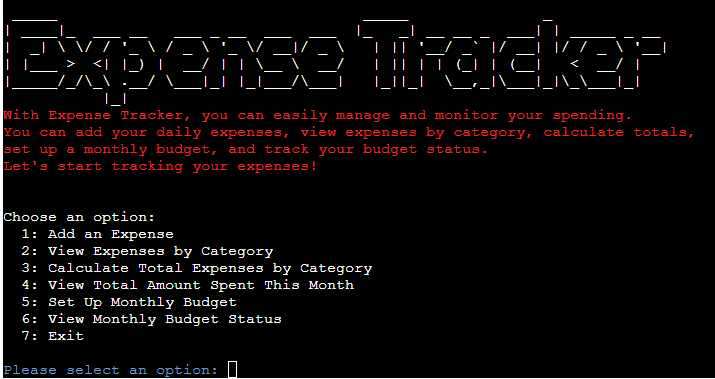 Expense Tracker
With Expense Tracker, you can easily manage and monitor your spending.
You can add your daily expenses, view expenses by category, calculate totals,
set up a monthly budget, and track your budget status.
Let's start tracking your expenses!
Choose an option:
1: Add an Expense
2: View Expenses by Category
3: Calculate Total Expenses by Category
4: View Total Amount Spent This Month
5: Set Up Monthly Budget
6: View Monthly Budget Status
7: Exit
Please select an option: